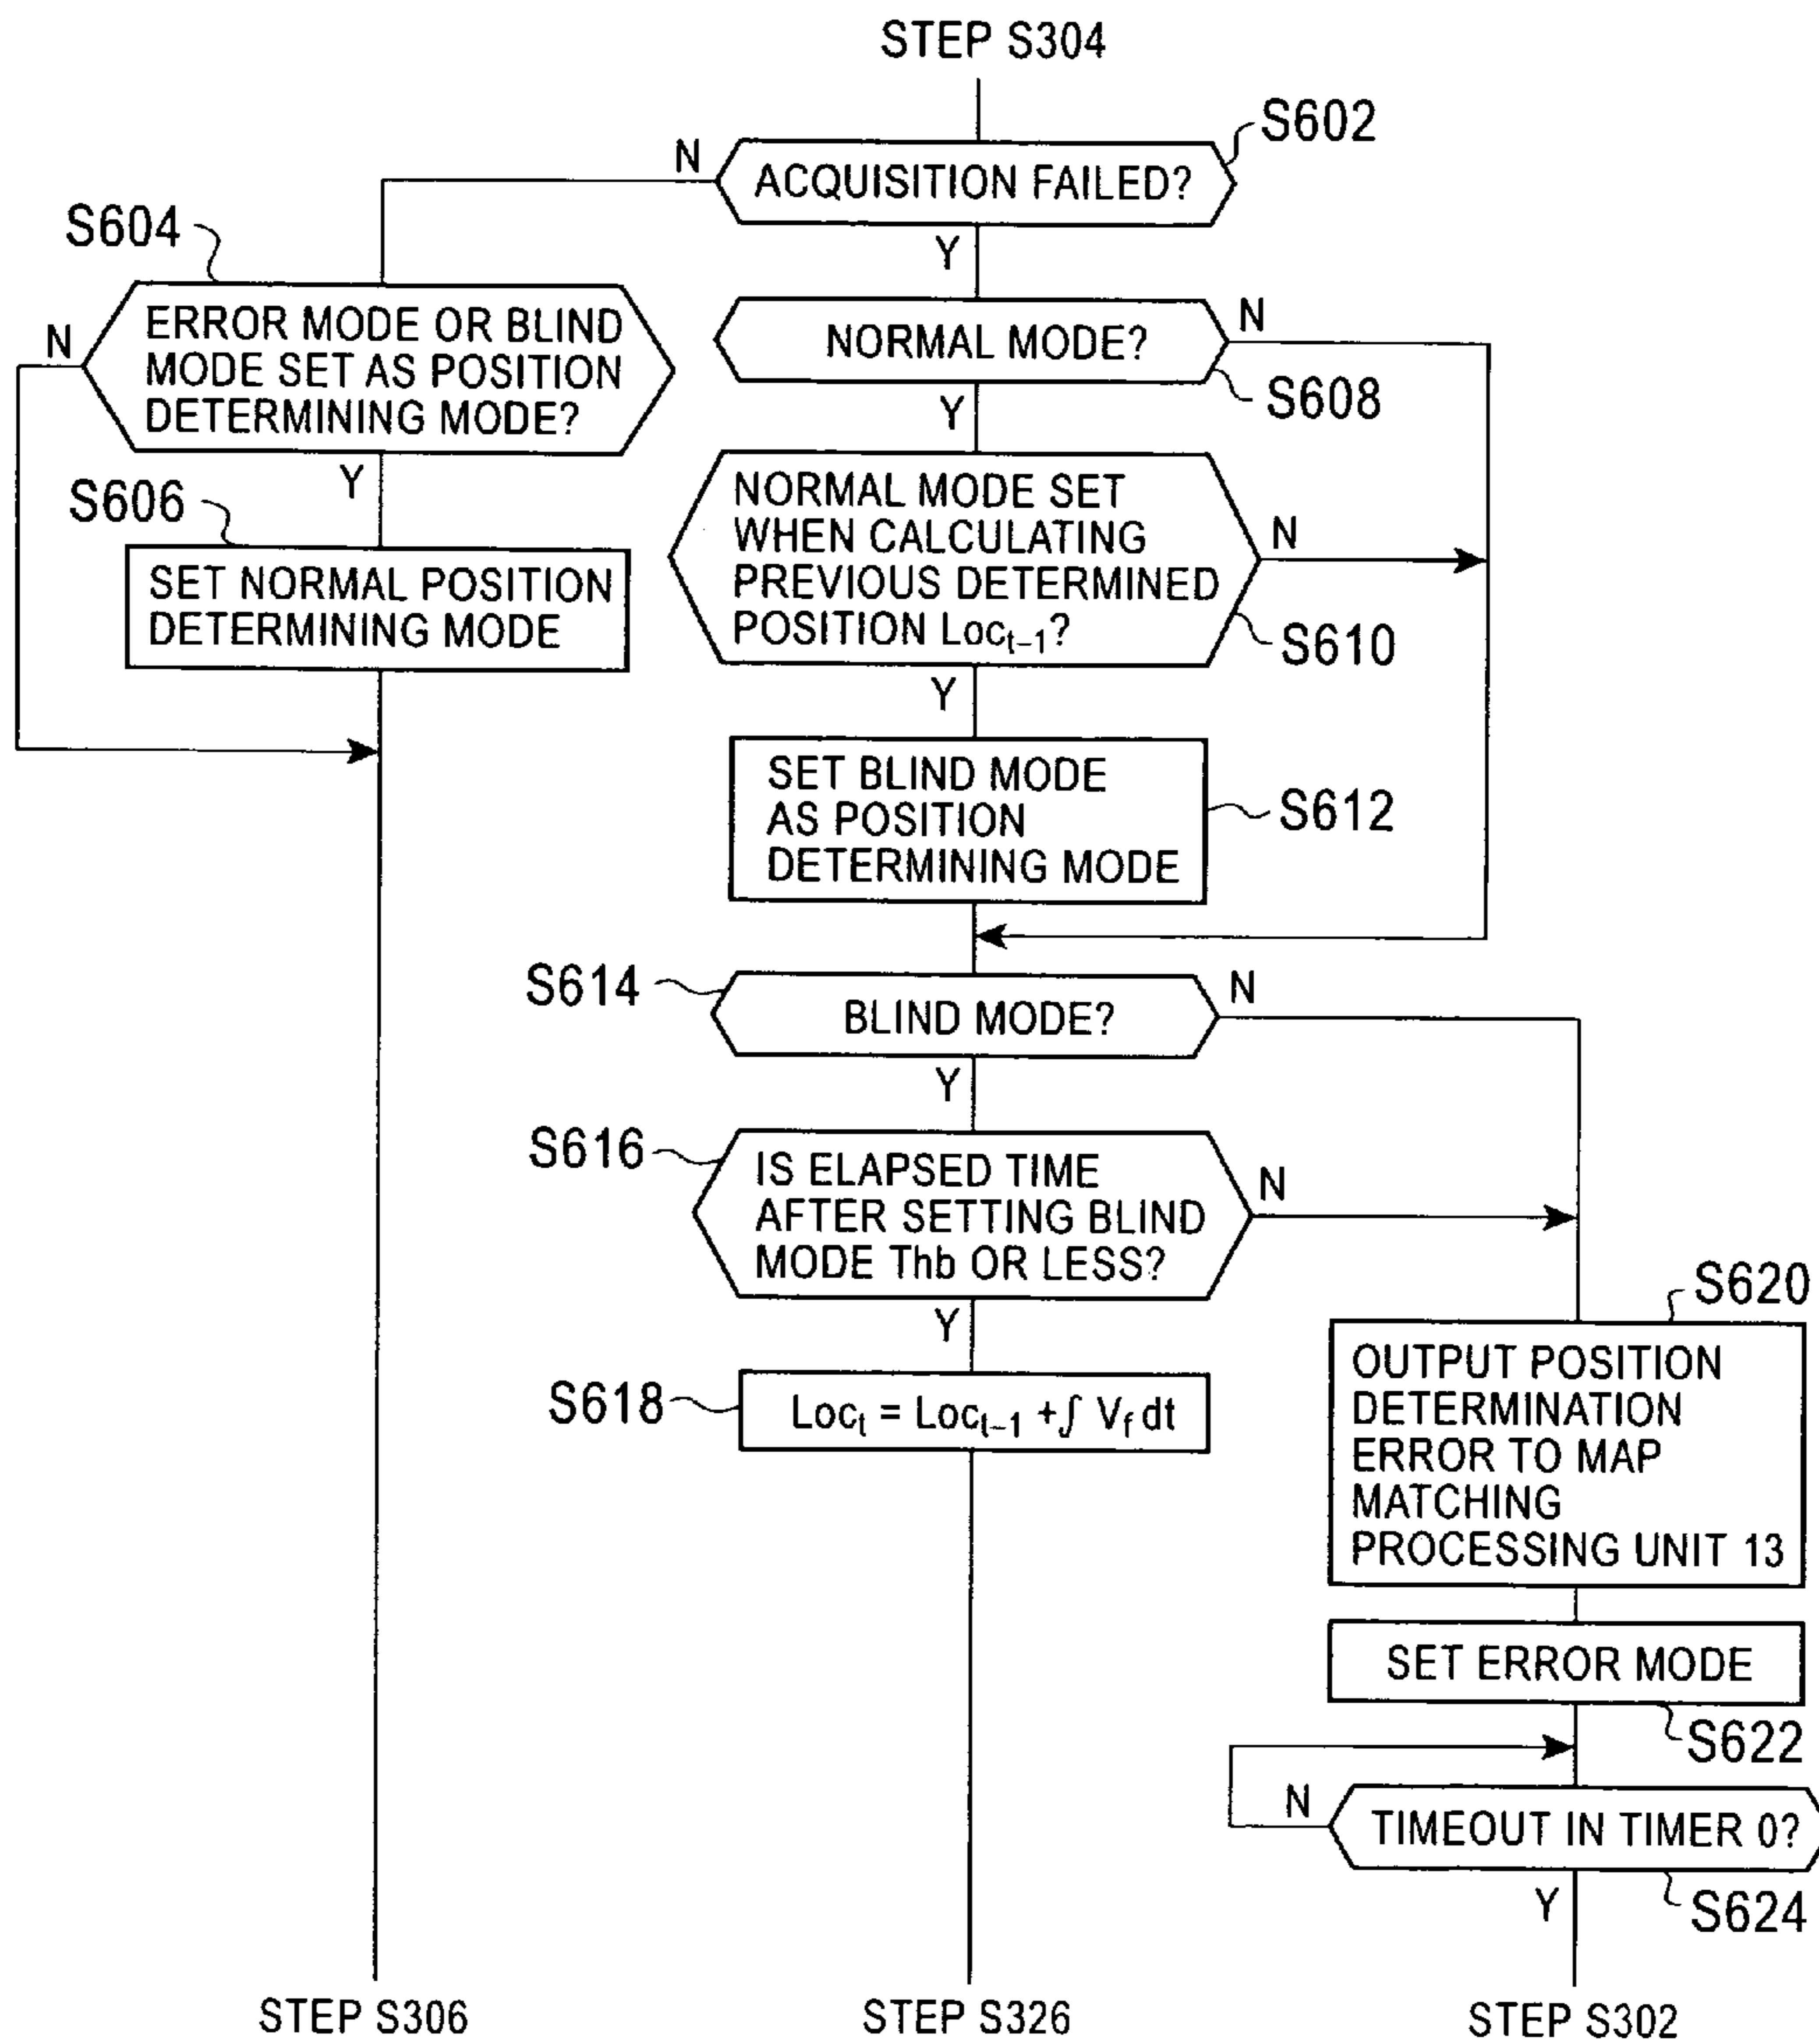 STEP S304
S602
N
ACQUISITION FAILED?
S604
Y
ERROR MODE OR BLIND
MODE SET AS POSITION
DETERMINING MODE?
N
NORMAL MODE?
N
S608
Y
Y
S606
SET NORMAL POSITION
DETERMINING MODE
NORMAL MODE SET
WHEN CALCULATING
PREVIOUS DETERMINED
POSITION Loct–1?
N
S610
Y
SET BLIND MODE
AS POSITION
DETERMINING MODE
S612
S614
BLIND MODE?
N
Y
S616
IS ELAPSED TIME
AFTER SETTING BLIND
MODE Thb OR LESS?
N
Y
S618
Loct = Loct–1 +∫ Vf dt
S620
OUTPUT POSITION
DETERMINATION
ERROR TO MAP
MATCHING
PROCESSING UNIT 13
SET ERROR MODE
S622
N
TIMEOUT IN TIMER 0?
Y
S624
STEP S306
STEP S326
STEP S302